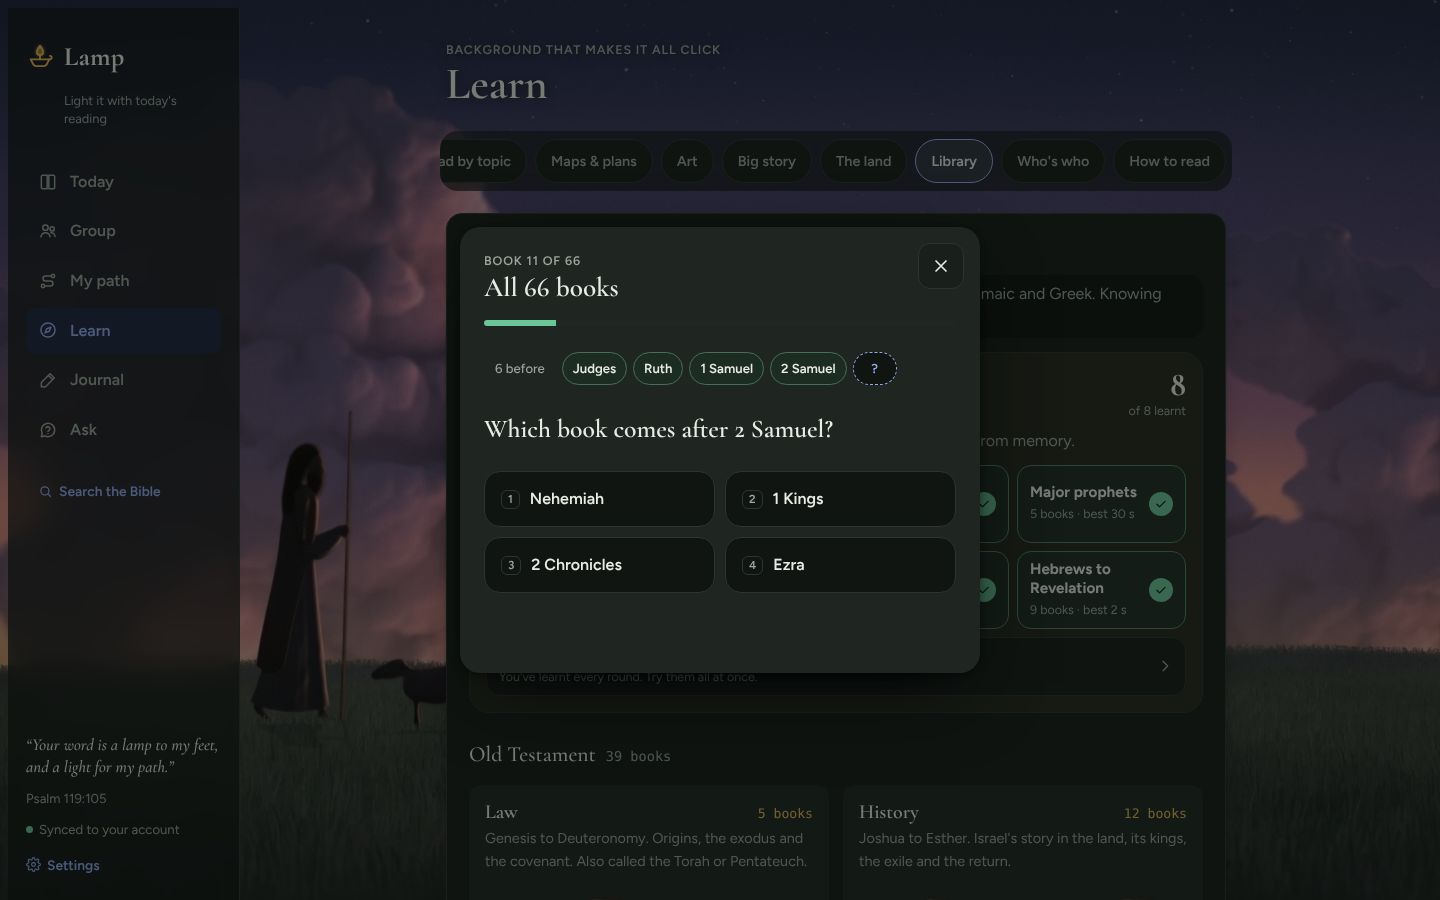 Lamp
Light it with today's
reading
Today
Group
My path
Learn
Journal
Ask
Search the Bible
“Your word is a lamp to my feet,
and a light for my path.”
Psalm 119:105
Synced to your account
Settings
BACKGROUND THAT MAKES IT ALL CLICK
Learn
ad by topic
Maps & plans
Art
Big story
The land
Library
Who's who
How to read
BOOK 11 OF 66
All 66 books
6 before
Judges
Ruth
1 Samuel
2 Samuel
?
Which book comes after 2 Samuel?
1 Nehemiah
2 1 Kings
3 2 Chronicles
4 Ezra
maic and Greek. Knowing
8
of 8 learnt
rom memory.
Major prophets
5 books · best 30 s
Hebrews to
Revelation
9 books · best 2 s
You've learnt every round. Try them all at once.
Old Testament 39 books
Law 5 books
Genesis to Deuteronomy. Origins, the exodus and
the covenant. Also called the Torah or Pentateuch.
History 12 books
Joshua to Esther. Israel's story in the land, its kings,
the exile and the return.